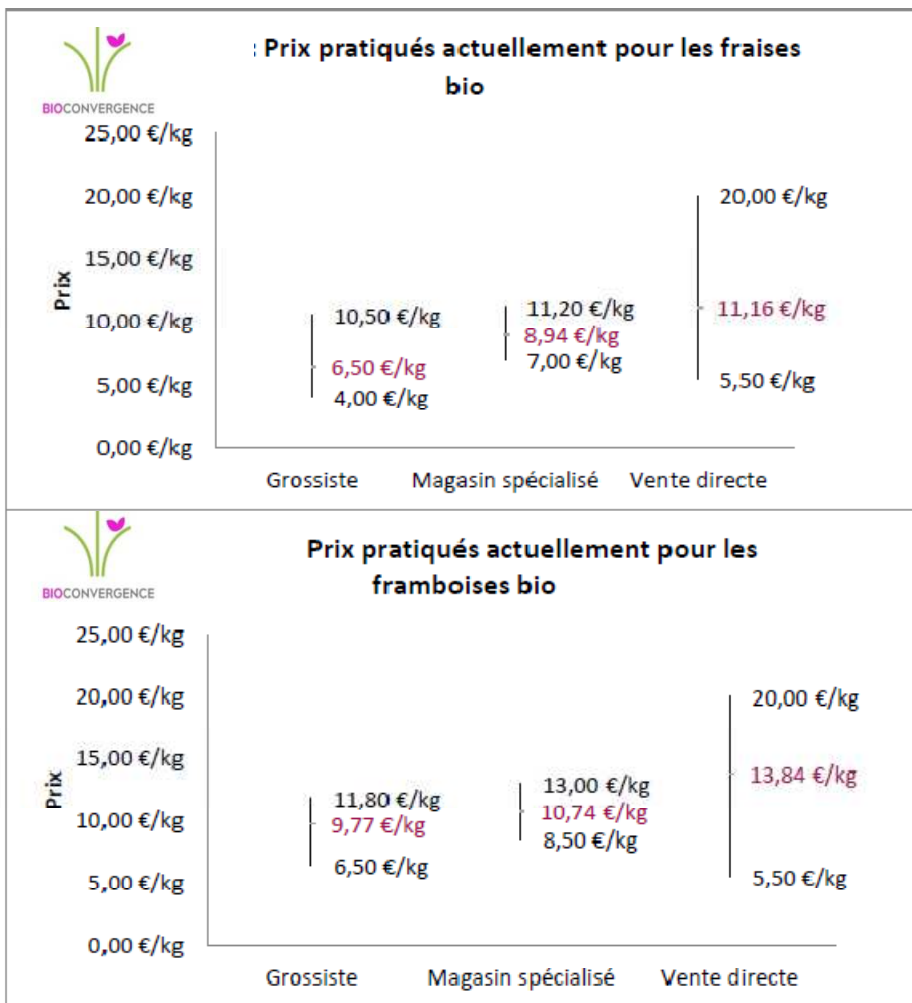 : Prix pratiqués actuellement pour les fraises
bio
BIOCONVERGENCE
25,00 €/kg
20,00 €/kg
15,00 €/kg
10,00 €/kg
5,00 €/kg
0,00 €/kg
Prix
10,50 €/kg
6,50 €/kg
4,00 €/kg
11,20 €/kg
8,94 €/kg
7,00 €/kg
20,00 €/kg
11,16 €/kg
5,50 €/kg
Grossiste
Magasin spécialisé
Vente directe
BIOCONVERGENCE
Prix pratiqués actuellement pour les
framboises bio
25,00 €/kg
20,00 €/kg
15,00 €/kg
10,00 €/kg
5,00 €/kg
0,00 €/kg
Prix
11,80 €/kg
9,77 €/kg
6,50 €/kg
13,00 €/kg
10,74 €/kg
8,50 €/kg
20,00 €/kg
13,84 €/kg
5,50 €/kg
Grossiste
Magasin spécialisé
Vente directe